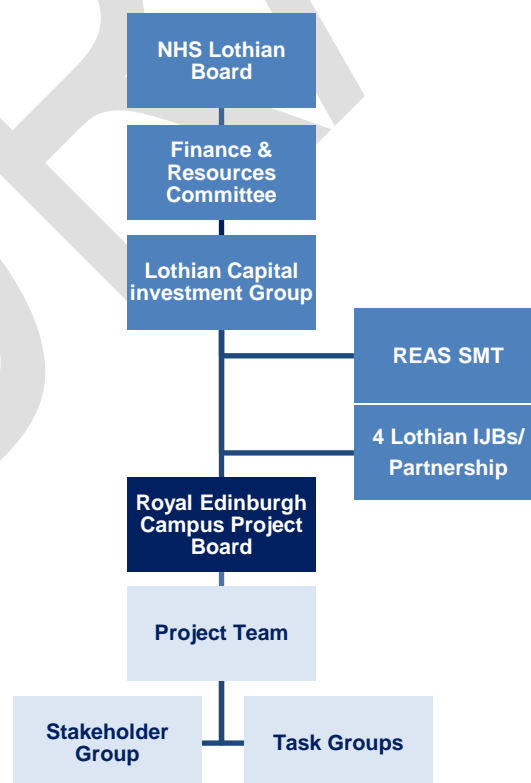 NHS Lothian
Board
Finance &
Resources
Committee
Lothian Capital
investment Group
REAS SMT
4 Lothian IJBs/
Partnership
Royal Edinburgh
Campus Project
Board
Project Team
Stakeholder
Group
Task Groups